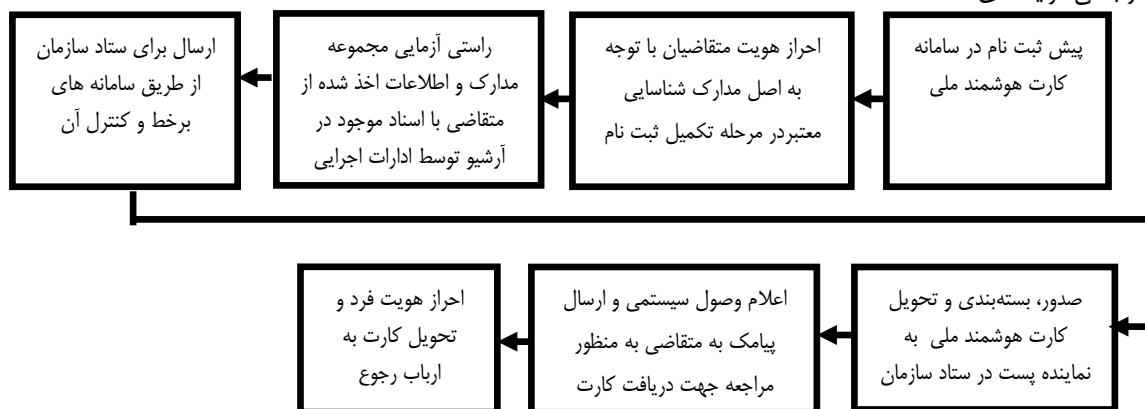 پیش ثبت نام در سامانه
کارت هوشمند ملی
احراز هویت متقاضیان با توجه
به اصل مدارک شناسایی
معتبردر مرحله تکمیل ثبت نام
راستی آزمایی مجموعه
مدارک و اطلاعات اخذ شده از
متقاضی با اسناد موجود در
آرشیو توسط ادارات اجرایی
ارسال برای ستاد سازمان
از طریق سامانه های
برخط و کنترل آن
صدور، بسته‌بندی و تحویل
کارت هوشمند ملی به
نماینده پست در ستاد سازمان
اعلام وصول سیستمی و ارسال
پیامک به متقاضی به منظور
مراجعه جهت دریافت کارت
احراز هویت فرد و
تحویل کارت به
ارباب رجوع